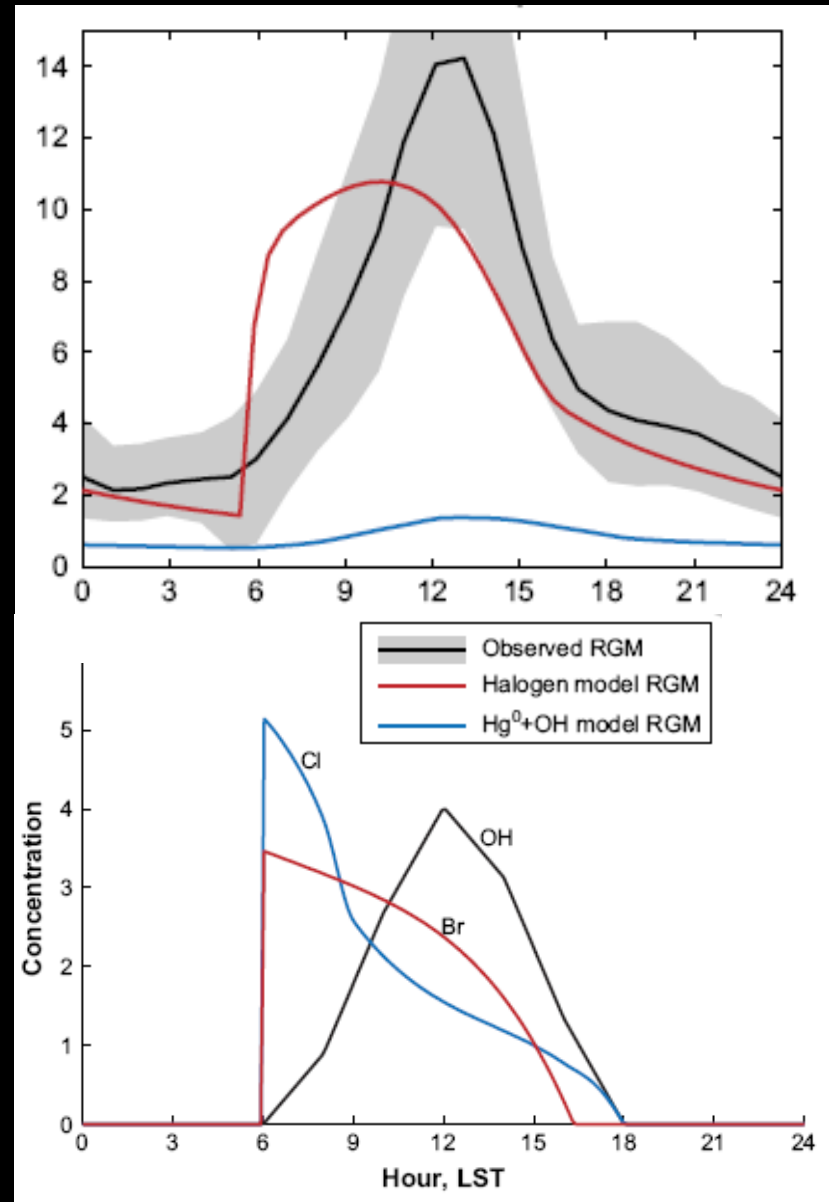 14
12
10
8
6
4
2
0
0 3 6 9 12 15 18 21 24
Observed RGM
Halogen model RGM
Hg⁰+OH model RGM
5
Cl
4
OH
3
Br
2
1
0
Concentration
0 3 6 9 12 15 18 21 24
Hour, LST